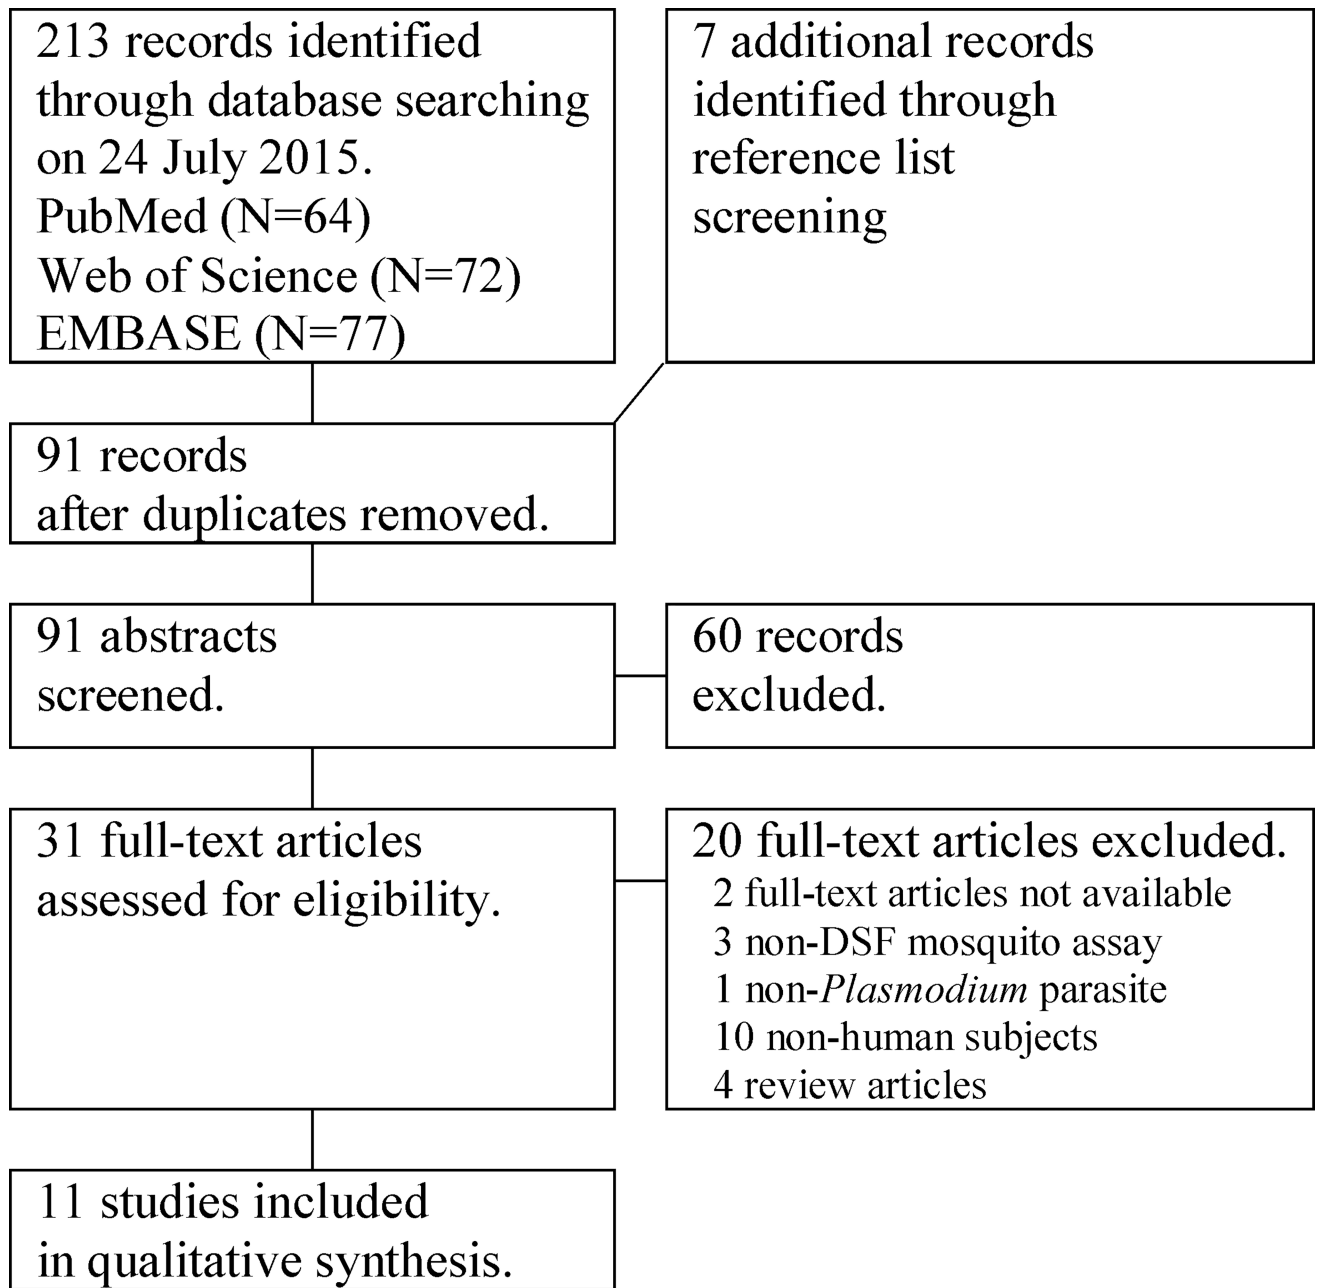 213 records identified
through database searching
on 24 July 2015.
PubMed (N=64)
Web of Science (N=72)
EMBASE (N=77)
7 additional records
identified through
reference list
screening
91 records
after duplicates removed.
91 abstracts
screened.
60 records
excluded.
31 full-text articles
assessed for eligibility.
20 full-text articles excluded.
2 full-text articles not available
3 non-DSF mosquito assay
1 non-Plasmodium parasite
10 non-human subjects
4 review articles
11 studies included
in qualitative synthesis.